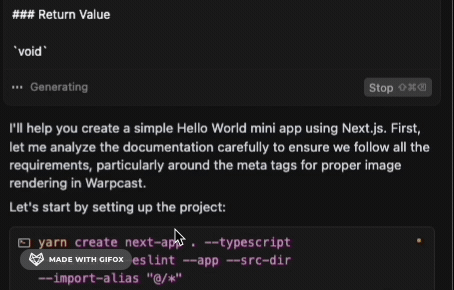 ### Return Value
`void`
••• Generating
Stop ⇧⌘⌫
I'll help you create a simple Hello World mini app using Next.js. First,
let me analyze the documentation carefully to ensure we follow all the
requirements, particularly around the meta tags for proper image
rendering in Warpcast.
Let's start by setting up the project:
yarn create next-app . --typescript
MADE WITH GIFOX
eslint --app --src-dir
--import-alias "@/*"